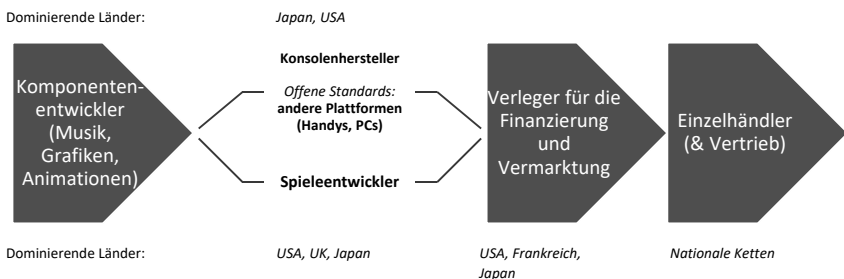 Dominierende Länder:
Japan, USA
Komponenten-
entwickler
(Musik,
Grafiken,
Animationen)
Konsolenhersteller
Offene Standards:
andere Plattformen
(Handys, PCs)
Spieleentwickler
Verleger für die
Finanzierung
und
Vermarktung
Einzelhändler
(& Vertrieb)
Dominierende Länder:
USA, UK, Japan
USA, Frankreich,
Japan
Nationale Ketten